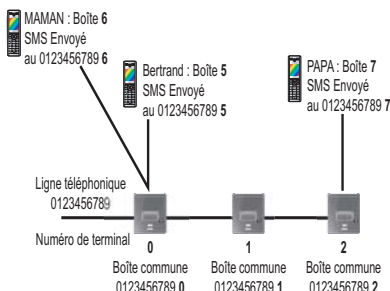 MAMAN : Boîte 6
SMS Envoyé
au 0123456789 6
Bertrand : Boîte 5
SMS Envoyé
au 0123456789 5
PAPA : Boîte 7
SMS Envoyé
au 0123456789 7
Ligne téléphonique
0123456789
Numéro de terminal
0
1
2
Boîte commune
0123456789 0
Boîte commune
0123456789 1
Boîte commune
0123456789 2